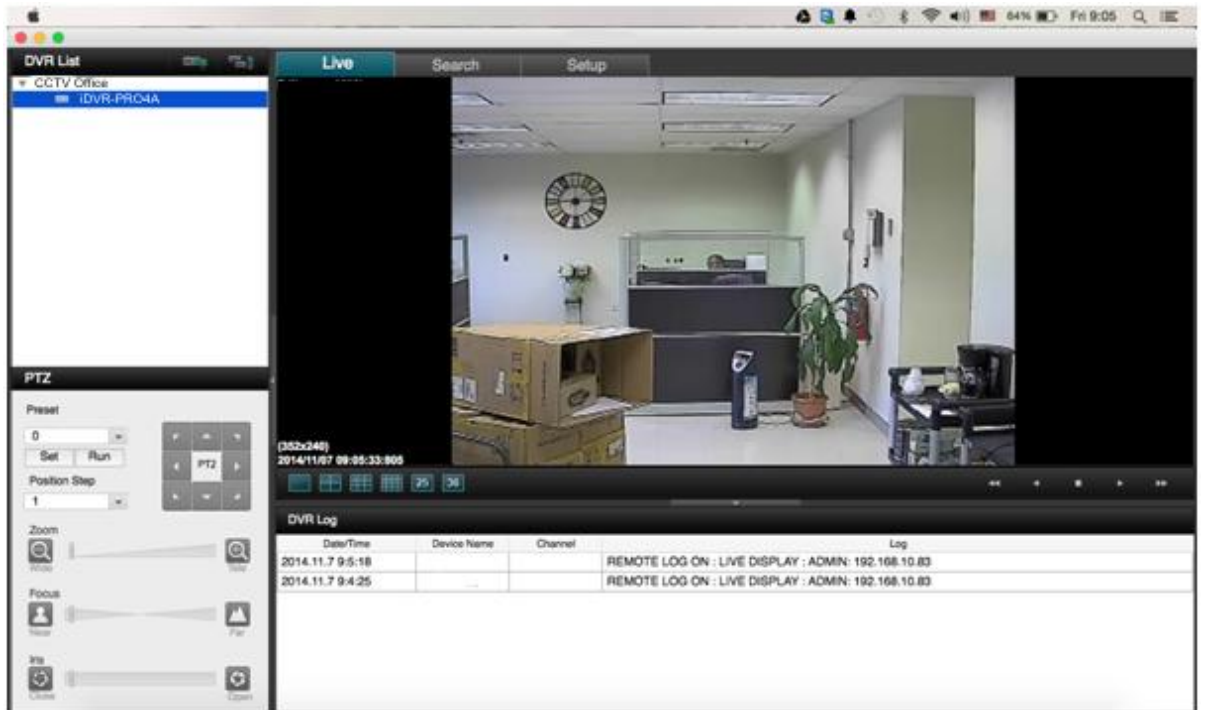 64% Fri 9:05
DVR List
Live Search Setup
CCTV Office
iDVR-PRO4A
(352x240)
2014/11/07 09:05:33:805
25 36
PTZ
Preset
0
Set Run
PTZ
Position Step
1
Zoom
Wide Tele
Focus
Near Far
Iris
Close Open
DVR Log
Date/Time Device Name Channel Log
2014.11.7 9:5:18 REMOTE LOG ON : LIVE DISPLAY : ADMIN: 192.168.10.83
2014.11.7 9:4:25 REMOTE LOG ON : LIVE DISPLAY : ADMIN: 192.168.10.83